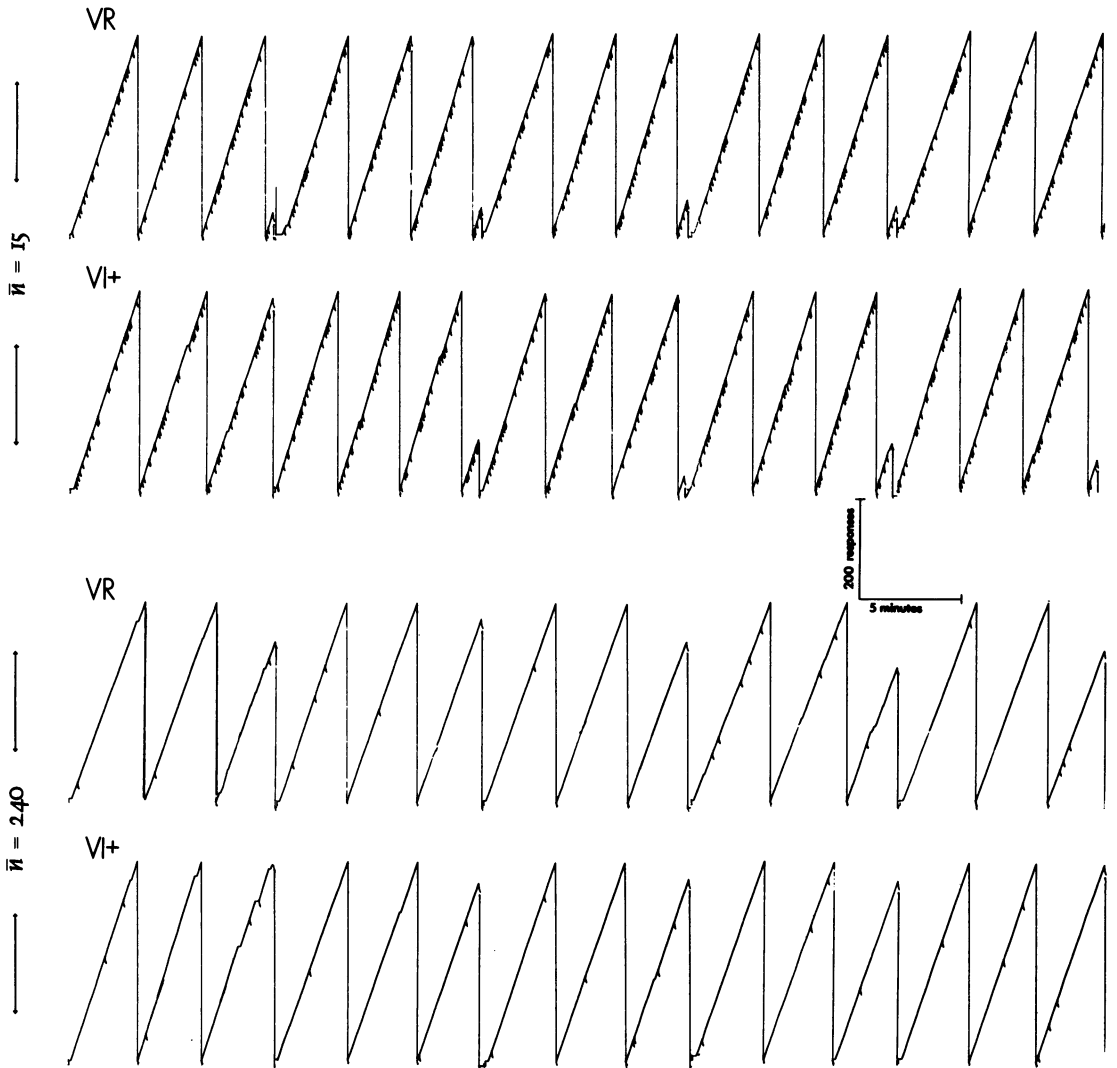 VR
n̅ = 15
VI+
200 responses
5 minutes
VR
n̅ = 240
VI+